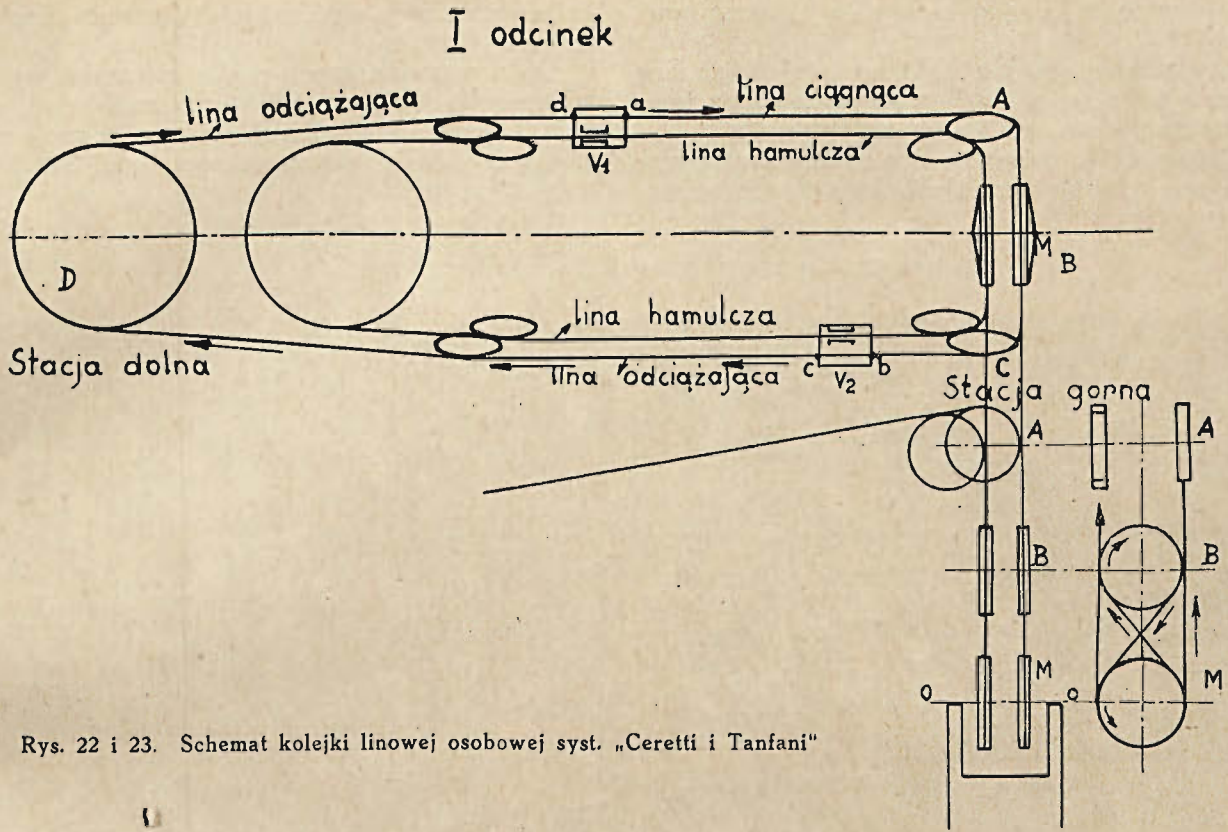 I odcinek
lina odciążająca
d
a
lina ciągnąca
A
V1
lina hamulcza
M
B
D
lina hamulcza
Stacja dolna
lina odciążająca
c
b
V2
C
Stacja gorna
A
A
B
B
M
M
o
o
Rys. 22 i 23. Schemat kolejki linowej osobowej syst. „Ceretti i Tanfani"